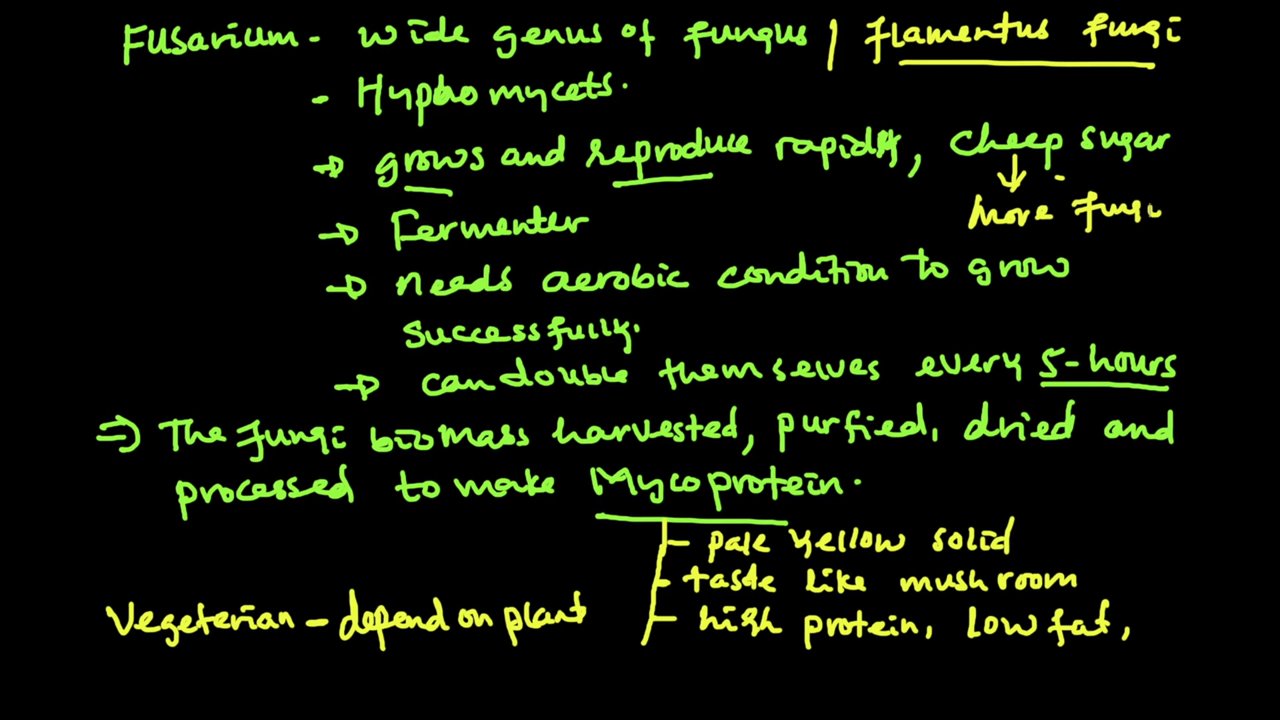 Fusarium - wide genus of fungus / flamentus fungi
- Hyphomycets.
→ grows and reproduce rapidly, cheep sugar
↓
more fungi
→ Fermenter
→ needs aerobic condition to grow
successfully.
→ can double themselves every 5-hours
⇒ The fungi biomass harvested, purfied, dried and
processed to make Mycoprotein.
- pale yellow solid
- taste like mushroom
Vegeterian - depend on plant
- high protein, low fat,